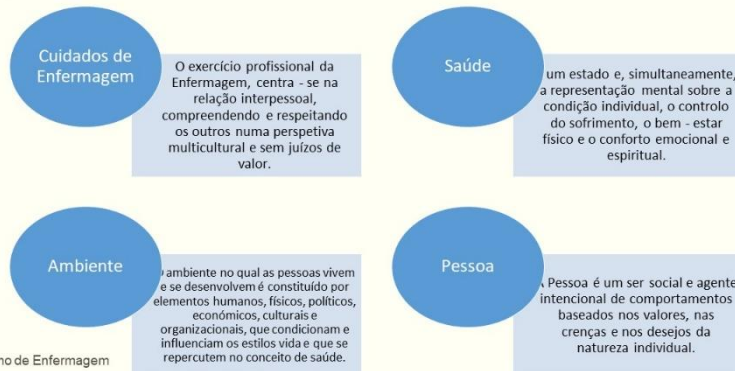 Cuidados de
Enfermagem
O exercício profissional da
Enfermagem, centra - se na
relação interpessoal,
compreendendo e respeitando
os outros numa perspetiva
multicultural e sem juízos de
valor.
Saúde
um estado e, simultaneamente,
a representação mental sobre a
condição individual, o controlo
do sofrimento, o bem - estar
físico e o conforto emocional e
espiritual.
Ambiente
ambiente no qual as pessoas vivem
e se desenvolvem é constituído por
elementos humanos, físicos, políticos,
económicos, culturais e
organizacionais, que condicionam e
influenciam os estilos vida e que se
repercutem no conceito de saúde.
Pessoa
A Pessoa é um ser social e agente
intencional de comportamentos
baseados nos valores, nas
crenças e nos desejos da
natureza individual.
de Enfermagem